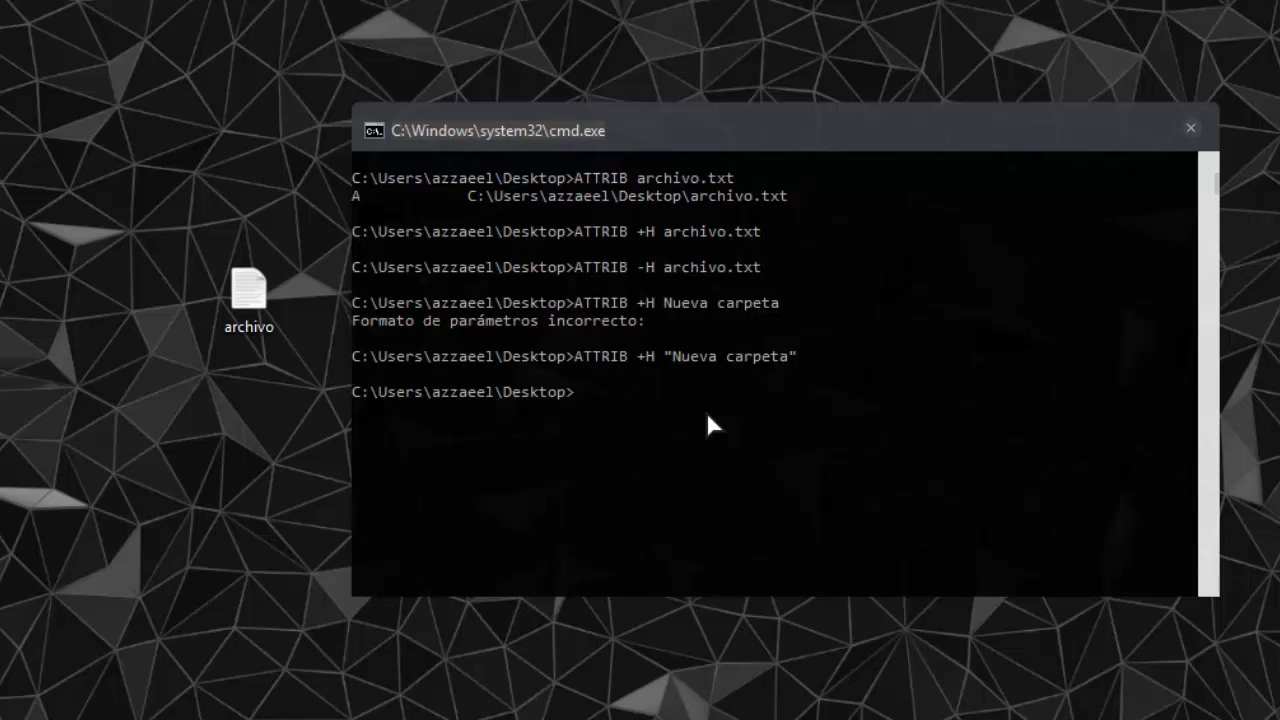 C:\Windows\system32\cmd.exe
C:\Users\azzaeel\Desktop>ATTRIB archivo.txt
A            C:\Users\azzaeel\Desktop\archivo.txt
C:\Users\azzaeel\Desktop>ATTRIB +H archivo.txt
C:\Users\azzaeel\Desktop>ATTRIB -H archivo.txt
C:\Users\azzaeel\Desktop>ATTRIB +H Nueva carpeta
Formato de parámetros incorrecto:
C:\Users\azzaeel\Desktop>ATTRIB +H "Nueva carpeta"
C:\Users\azzaeel\Desktop>
archivo